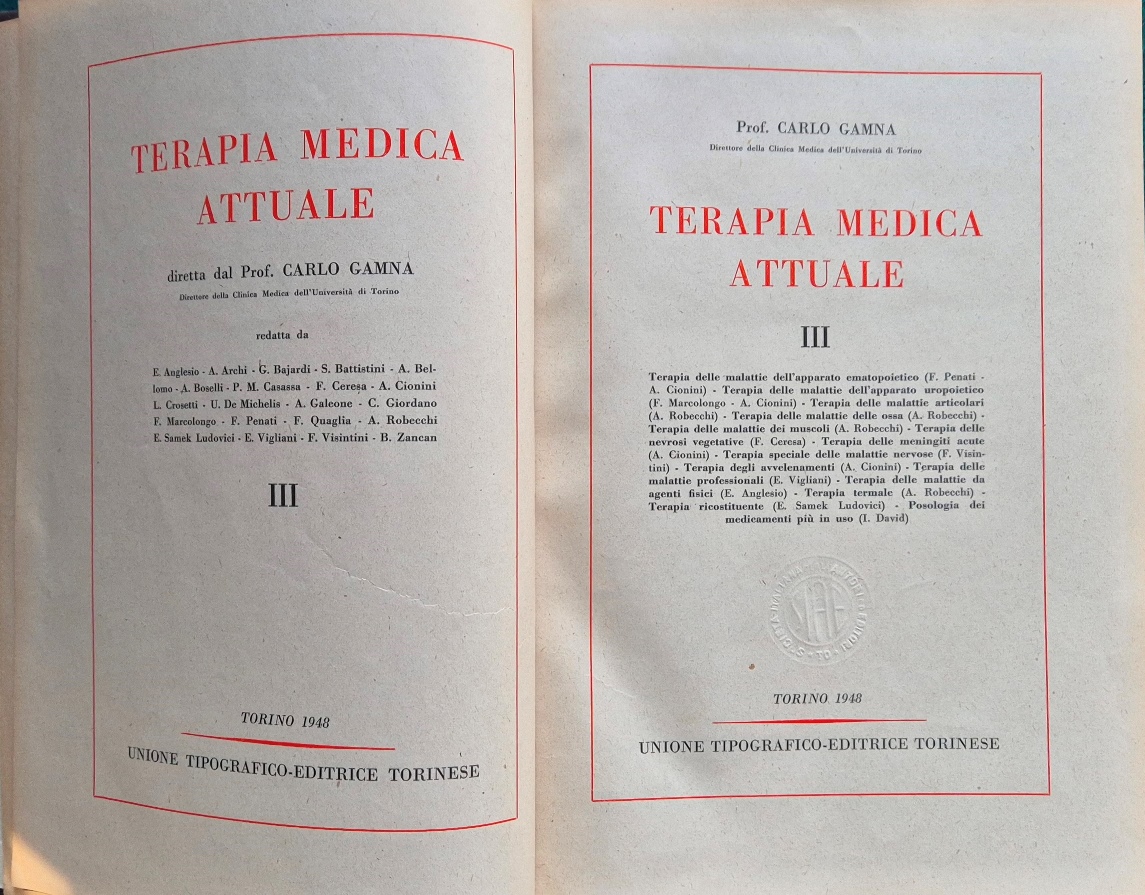 TERAPIA MEDICA
ATTUALE
diretta dal Prof. CARLO GAMNA
Direttore della Clinica Medica dell'Università di Torino
redatta da
E. Anglesio - A. Archi - G. Bajardi - S. Battistini - A. Bel-
lomo - A. Boselli - P. M. Casassa - F. Ceresa - A. Cionini
L. Crosetti - U. De Michelis - A. Galeone - C. Giordano
F. Marcolongo - F. Penati - F. Quaglia - A. Robecchi
E. Samek Ludovici - E. Vigliani - F. Visintini - B. Zancan
III
TORINO 1948
UNIONE TIPOGRAFICO-EDITRICE TORINESE
Prof. CARLO GAMNA
Direttore della Clinica Medica dell'Università di Torino
TERAPIA MEDICA
ATTUALE
III
Terapia delle malattie dell'apparato ematopoietico (F. Penati -
A. Cionini) - Terapia delle malattie dell'apparato uropoietico
(F. Marcolongo - A. Cionini) - Terapia delle malattie articolari
(A. Robecchi) - Terapia delle malattie delle ossa (A. Robecchi) -
Terapia delle malattie dei muscoli (A. Robecchi) - Terapia delle
nevrosi vegetative (F. Ceresa) - Terapia delle meningiti acute
(A. Cionini) - Terapia speciale delle malattie nervose (F. Visin-
tini) - Terapia degli avvelenamenti (A. Cionini) - Terapia delle
malattie professionali (E. Vigliani) - Terapia delle malattie da
agenti fisici (E. Anglesio) - Terapia termale (A. Robecchi) -
Terapia ricostituente (E. Samek Ludovici) - Posologia dei
medicamenti più in uso (I. David)
SOCIETÀ ITALIANA AUTORI ED EDITORI
SIAE
TORINO 1948
UNIONE TIPOGRAFICO-EDITRICE TORINESE